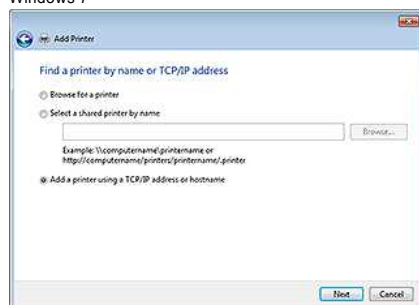 Windows 7
Add Printer
Find a printer by name or TCP/IP address
Browse for a printer
Select a shared printer by name
Browse...
Example: \\computername\printername or
http://computername/printers/printername/.printer
Add a printer using a TCP/IP address or hostname
Next
Cancel